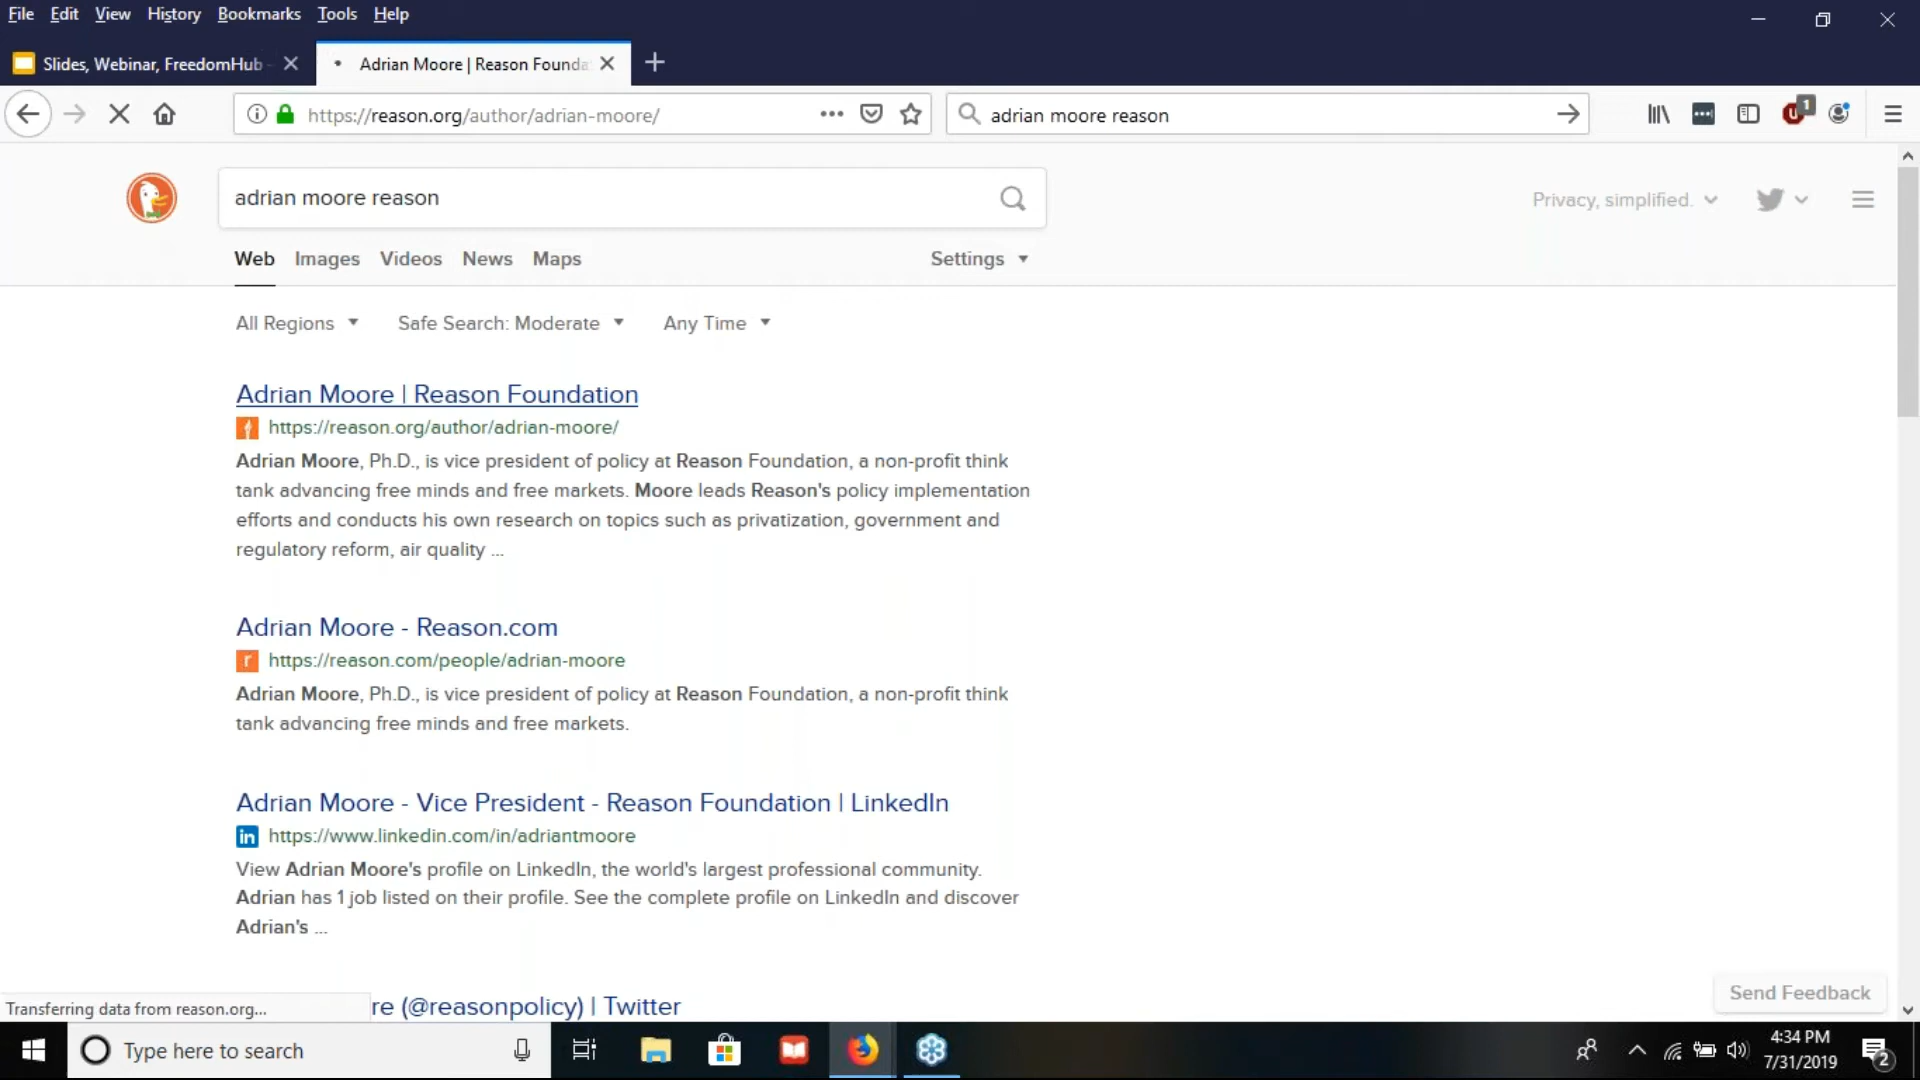 File Edit View History Bookmarks Tools Help
Slides, Webinar, FreedomHub -
Adrian Moore | Reason Founda
https://reason.org/author/adrian-moore/
adrian moore reason
1
adrian moore reason
Privacy, simplified.
Web Images Videos News Maps Settings
All Regions Safe Search: Moderate Any Time
Adrian Moore | Reason Foundation
https://reason.org/author/adrian-moore/
Adrian Moore, Ph.D., is vice president of policy at Reason Foundation, a non-profit think
tank advancing free minds and free markets. Moore leads Reason's policy implementation
efforts and conducts his own research on topics such as privatization, government and
regulatory reform, air quality ...
Adrian Moore - Reason.com
r https://reason.com/people/adrian-moore
Adrian Moore, Ph.D., is vice president of policy at Reason Foundation, a non-profit think
tank advancing free minds and free markets.
Adrian Moore - Vice President - Reason Foundation | LinkedIn
in https://www.linkedin.com/in/adriantmoore
View Adrian Moore's profile on LinkedIn, the world's largest professional community.
Adrian has 1 job listed on their profile. See the complete profile on LinkedIn and discover
Adrian's ...
Send Feedback
Transferring data from reason.org...
re (@reasonpolicy) | Twitter
Type here to search
4:34 PM
7/31/2019
2